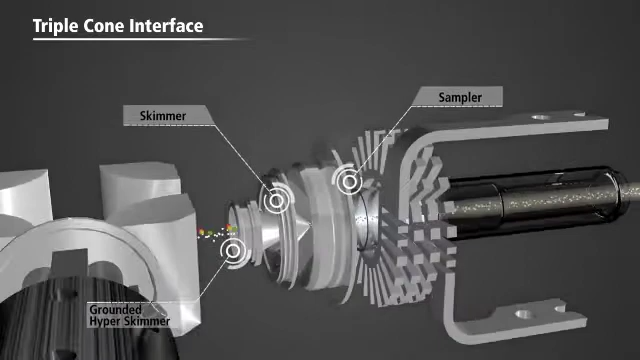 Triple Cone Interface
Sampler
Skimmer
Grounded
Hyper Skimmer